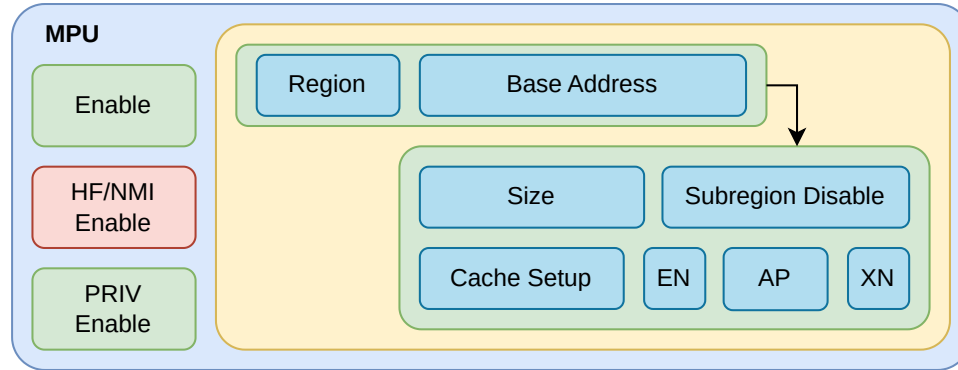 MPU
Enable
HF/NMI
Enable
PRIV
Enable
Region
Base Address
Size
Subregion Disable
Cache Setup
EN
AP
XN